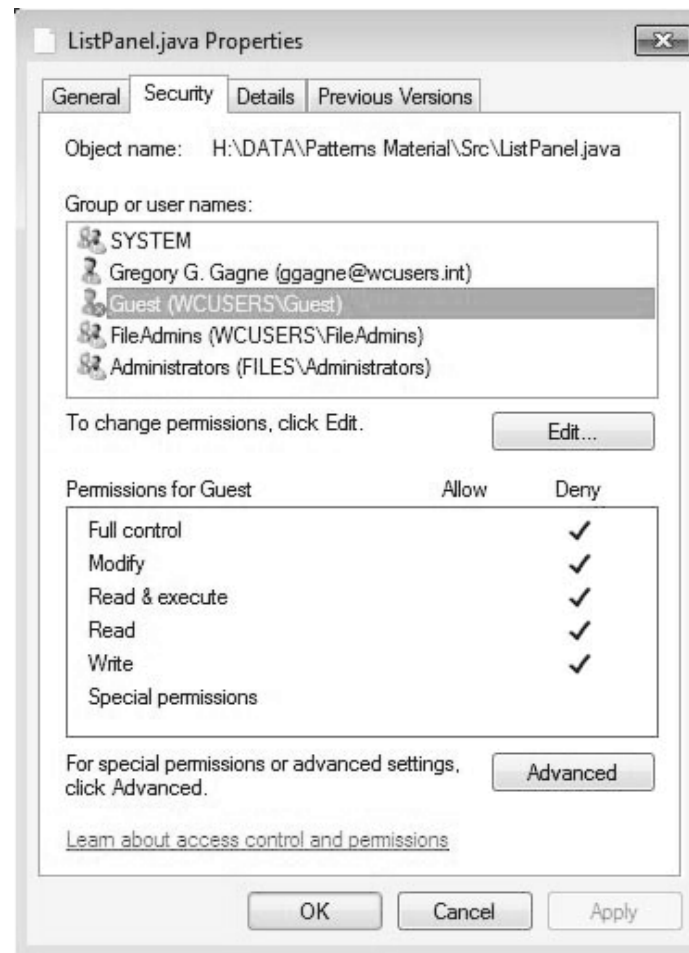 ListPanel.java Properties
General Security Details Previous Versions
Object name: H:\DATA\Patterns Material\Src\ListPanel.java
Group or user names:
SYSTEM
Gregory G. Gagne (ggagne@wcusers.int)
Guest (WCUSERS\Guest)
FileAdmins (WCUSERS\FileAdmins)
Administrators (FILES\Administrators)
To change permissions, click Edit.
Edit...
Permissions for Guest Allow Deny
Full control
Modify
Read & execute
Read
Write
Special permissions
For special permissions or advanced settings,
click Advanced.
Advanced
Learn about access control and permissions
OK Cancel Apply